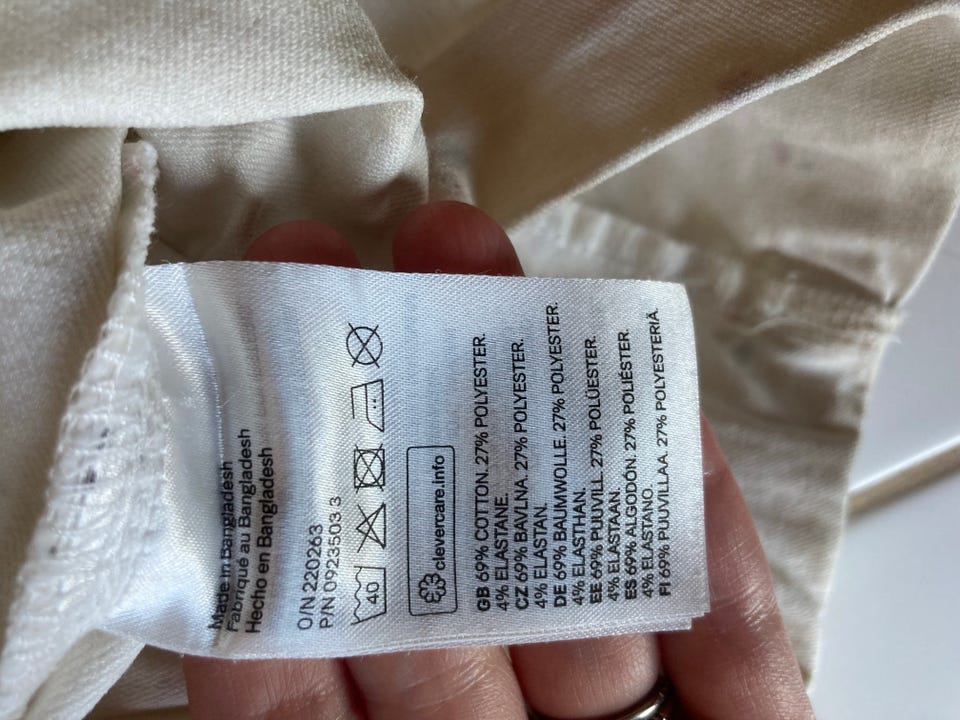 Made in Bangladesh
Fabriqué au Bangladesh
Hecho en Bangladesh
O/N 220263
P/N 0923503 3
40
clevercare.info
GB 69% COTTON. 27% POLYESTER.
4% ELASTANE.
CZ 69% BAVLNA. 27% POLYESTER.
4% ELASTAN.
DE 69% BAUMWOLLE. 27% POLYESTER.
4% ELASTHAN.
EE 69% PUUVILL. 27% POLÜESTER.
4% ELASTAAN.
ES 69% ALGODÓN. 27% POLIÉSTER.
4% ELASTANO.
FI 69% PUUVILLAA. 27% POLYESTERIÄ.